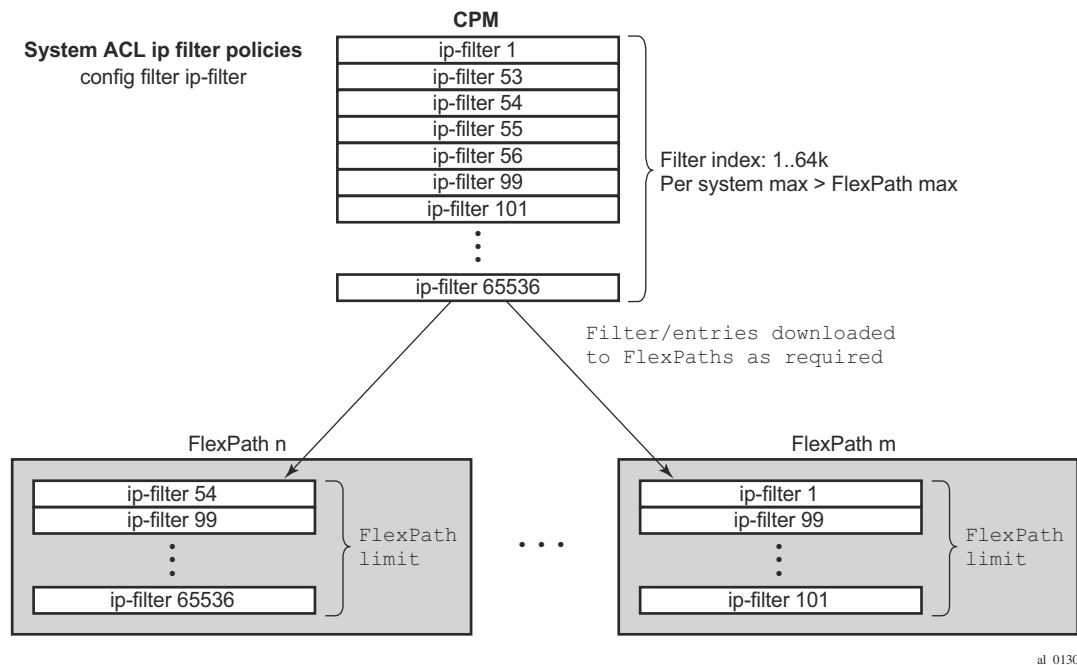 CPM
System ACL ip filter policies
config filter ip-filter
ip-filter 1
ip-filter 53
ip-filter 54
ip-filter 55
ip-filter 56
ip-filter 99
ip-filter 101
ip-filter 65536
Filter index: 1..64k
Per system max > FlexPath max
Filter/entries downloaded
to FlexPaths as required
FlexPath n
ip-filter 54
ip-filter 99
ip-filter 65536
FlexPath
limit
FlexPath m
ip-filter 1
ip-filter 99
ip-filter 101
FlexPath
limit
al_0130